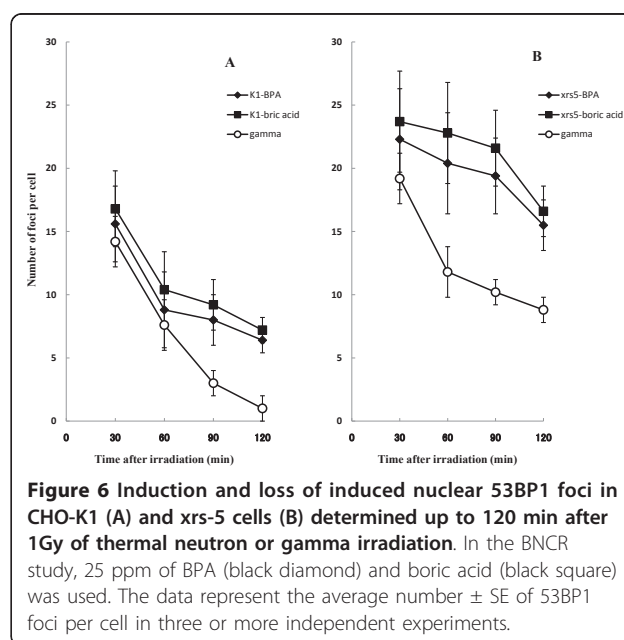 A
K1-BPA
K1-bric acid
gamma
Number of foci per cell
30
25
20
15
10
5
0
0 30 60 90 120
Time after irradiation (min)
B
xrs5-BPA
xrs5-boric acid
gamma
30
25
20
15
10
5
0
0 30 60 90 120
Time after irradiation (min)
Figure 6 Induction and loss of induced nuclear 53BP1 foci in
CHO-K1 (A) and xrs-5 cells (B) determined up to 120 min after
1Gy of thermal neutron or gamma irradiation. In the BNCR
study, 25 ppm of BPA (black diamond) and boric acid (black square)
was used. The data represent the average number ± SE of 53BP1
foci per cell in three or more independent experiments.